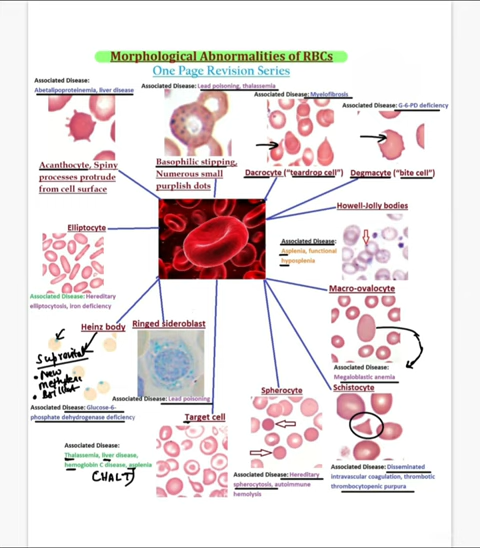 Morphological Abnormalities of RBCs
One Page Revision Series
Associated Disease:
Abetalipoproteinemia, liver disease
Associated Disease: Lead poisoning, thalassemia
Associated Disease: Myelofibrosis
Associated Disease: G-6-PD deficiency
Acanthocyte, Spiny
processes protrude
from cell surface
Basophilic stipping,
Numerous small
purplish dots
Dacrocyte ("teardrop cell")
Degmacyte ("bite cell")
Howell-Jolly bodies
Elliptocyte
Associated Disease:
Asplenia, functional
hyposplenia
Macro-ovalocyte
Associated Disease: Hereditary
elliptocytosis, iron deficiency
Heinz body
Ringed sideroblast
Supravital
• New
methylene
• Brillant
Associated Disease:
Megaloblastic anemia
Associated Disease: Lead poisoning
Spherocyte
Schistocyte
Associated Disease: Glucose-6-
phosphate dehydrogenase deficiency
Target cell
Associated Disease:
Thalassemia, liver disease,
hemoglobin C disease, asplenia
(HALT)
Associated Disease: Hereditary
spherocytosis, autoimmune
hemolysis
Associated Disease: Disseminated
intravascular coagulation, thrombotic
thrombocytopenic purpura